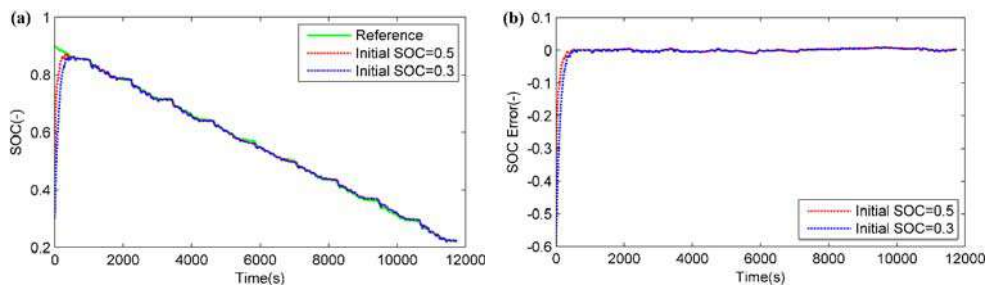 (a)
1
0.8
0.6
0.4
0.2
SOC(-)
Reference
Initial SOC=0.5
Initial SOC=0.3
0 2000 4000 6000 8000 10000 12000
Time(s)
(b)
0.1
0
-0.1
-0.2
-0.3
-0.4
-0.5
-0.6
SOC Error(-)
Initial SOC=0.5
Initial SOC=0.3
0 2000 4000 6000 8000 10000 12000
Time(s)